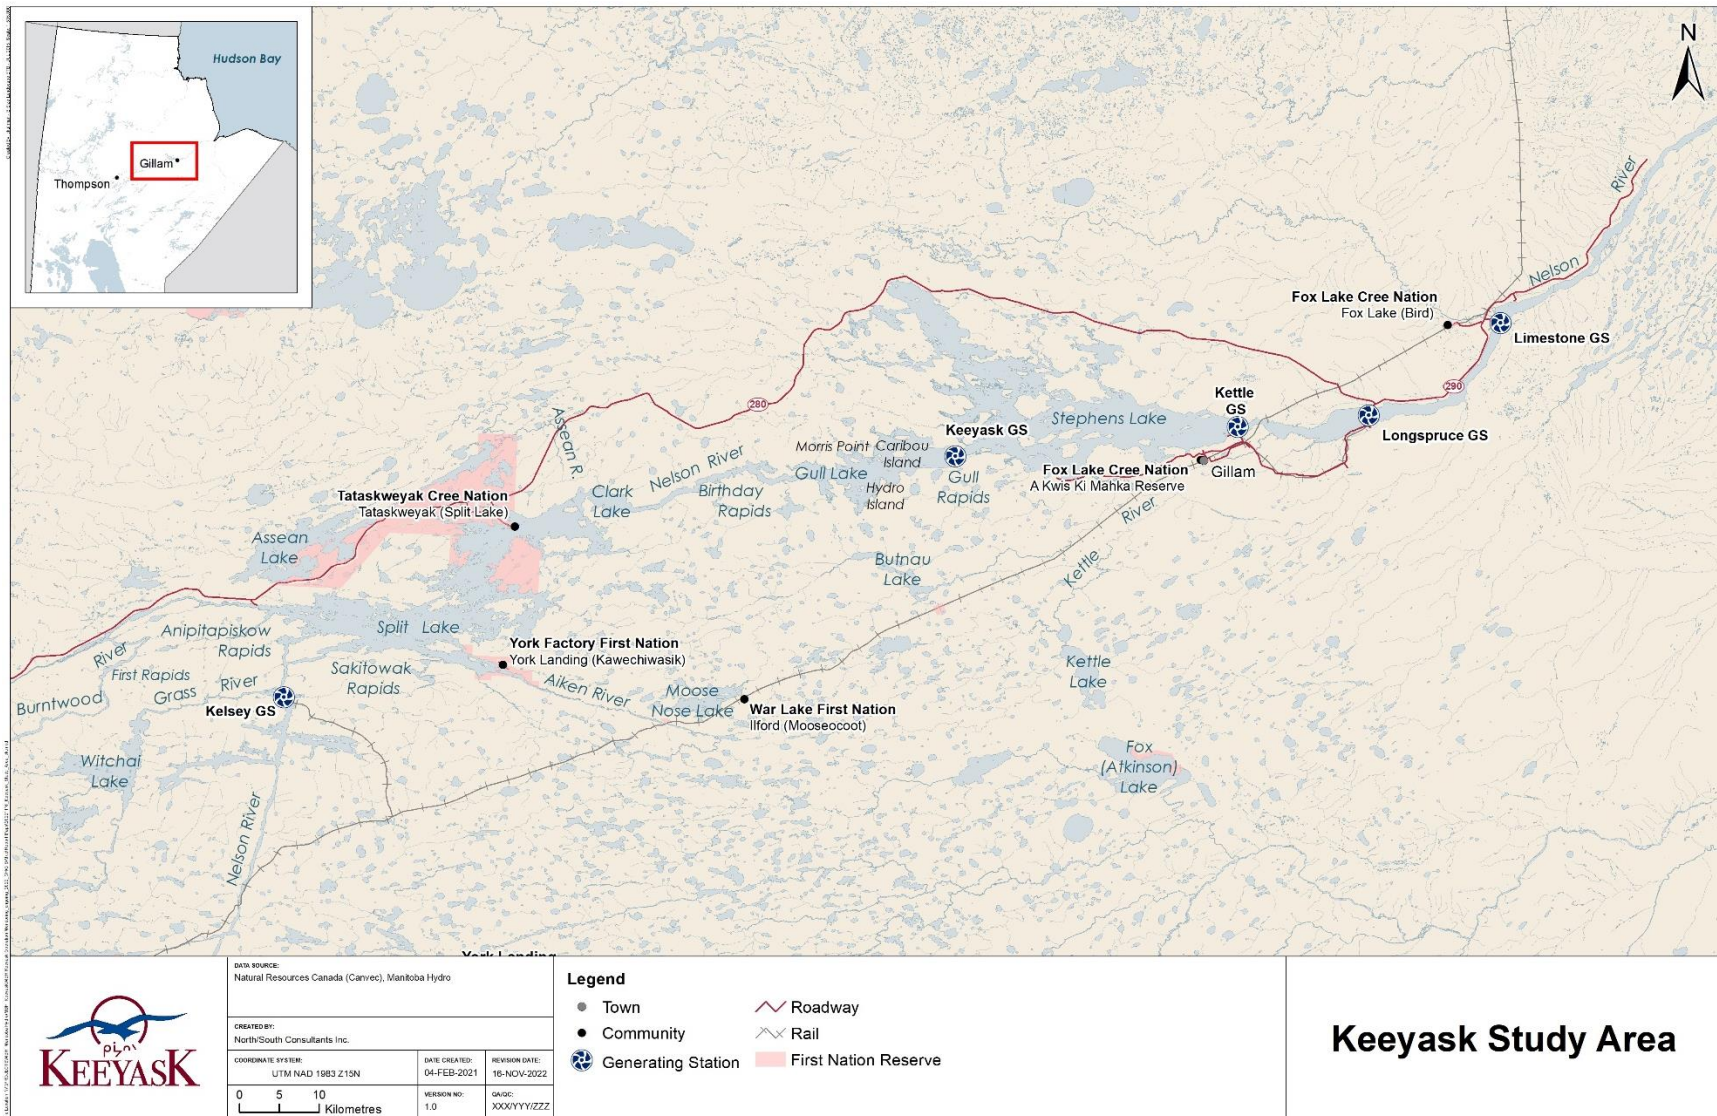 Hudson Bay
Gillam
Thompson
N
Nelson
River
Fox Lake Cree Nation
Fox Lake (Bird)
Limestone GS
290
Kettle
GS
Longspruce GS
280
Stephens Lake
Keeyask GS
Morris Point
Caribou
Island
Gull Lake
Hydro
Island
Gull
Rapids
Fox Lake Cree Nation
A Kwis Ki Mahka Reserve
Gillam
Assean R.
Nelson River
Birthday
Rapids
Clark
Lake
Tataskweyak Cree Nation
Tataskweyak (Split Lake)
Assean
Lake
Butnau
Lake
Kettle
River
Split Lake
Anipitapiskow
Rapids
York Factory First Nation
York Landing (Kawechiwasik)
Sakitowak
Rapids
Aiken River
Moose
Nose Lake
War Lake First Nation
Ilford (Mooseocoot)
Kettle
Lake
Fox
(Atkinson)
Lake
Burntwood
River
First Rapids
Grass River
Kelsey GS
Witchai
Lake
Nelson River
York Landing
KEEYASK
DATA SOURCE:
Natural Resources Canada (Canvec), Manitoba Hydro
CREATED BY:
North/South Consultants Inc.
COORDINATE SYSTEM:
UTM NAD 1983 Z15N
DATE CREATED:
04-FEB-2021
REVISION DATE:
16-NOV-2022
0 5 10
Kilometres
VERSION NO:
1.0
QA/QC:
XXX/YYY/ZZZ
Legend
Town
Community
Generating Station
Roadway
Rail
First Nation Reserve
Keeyask Study Area